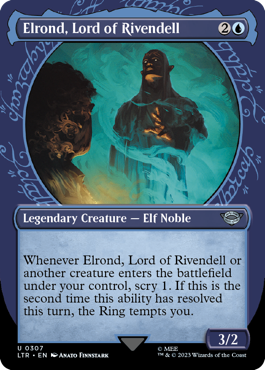 Elrond, Lord of Rivendell 2
Legendary Creature — Elf Noble
Whenever Elrond, Lord of Rivendell or
another creature enters the battlefield
under your control, scry 1. If this is the
second time this ability has resolved
this turn, the Ring tempts you.
3/2
U 0307
LTR • EN ANATO FINNSTARK
© MEE
™ & © 2023 Wizards of the Coast